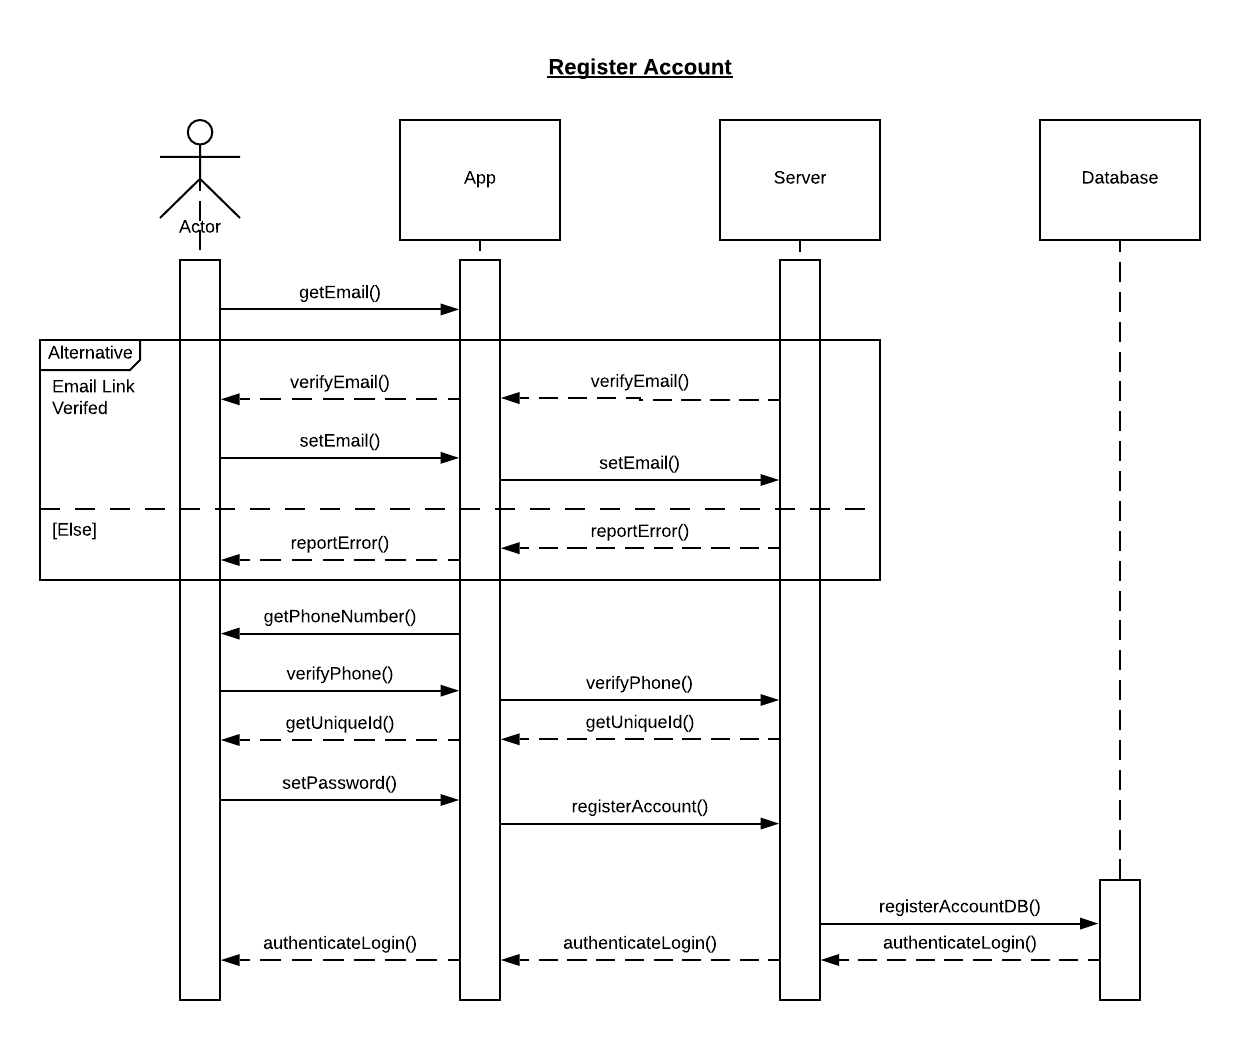 Register Account
Actor
App
Server
Database
getEmail()
Alternative
Email Link
Verifed
verifyEmail()
verifyEmail()
setEmail()
setEmail()
[Else]
reportError()
reportError()
getPhoneNumber()
verifyPhone()
verifyPhone()
getUniqueId()
getUniqueId()
setPassword()
registerAccount()
registerAccountDB()
authenticateLogin()
authenticateLogin()
authenticateLogin()